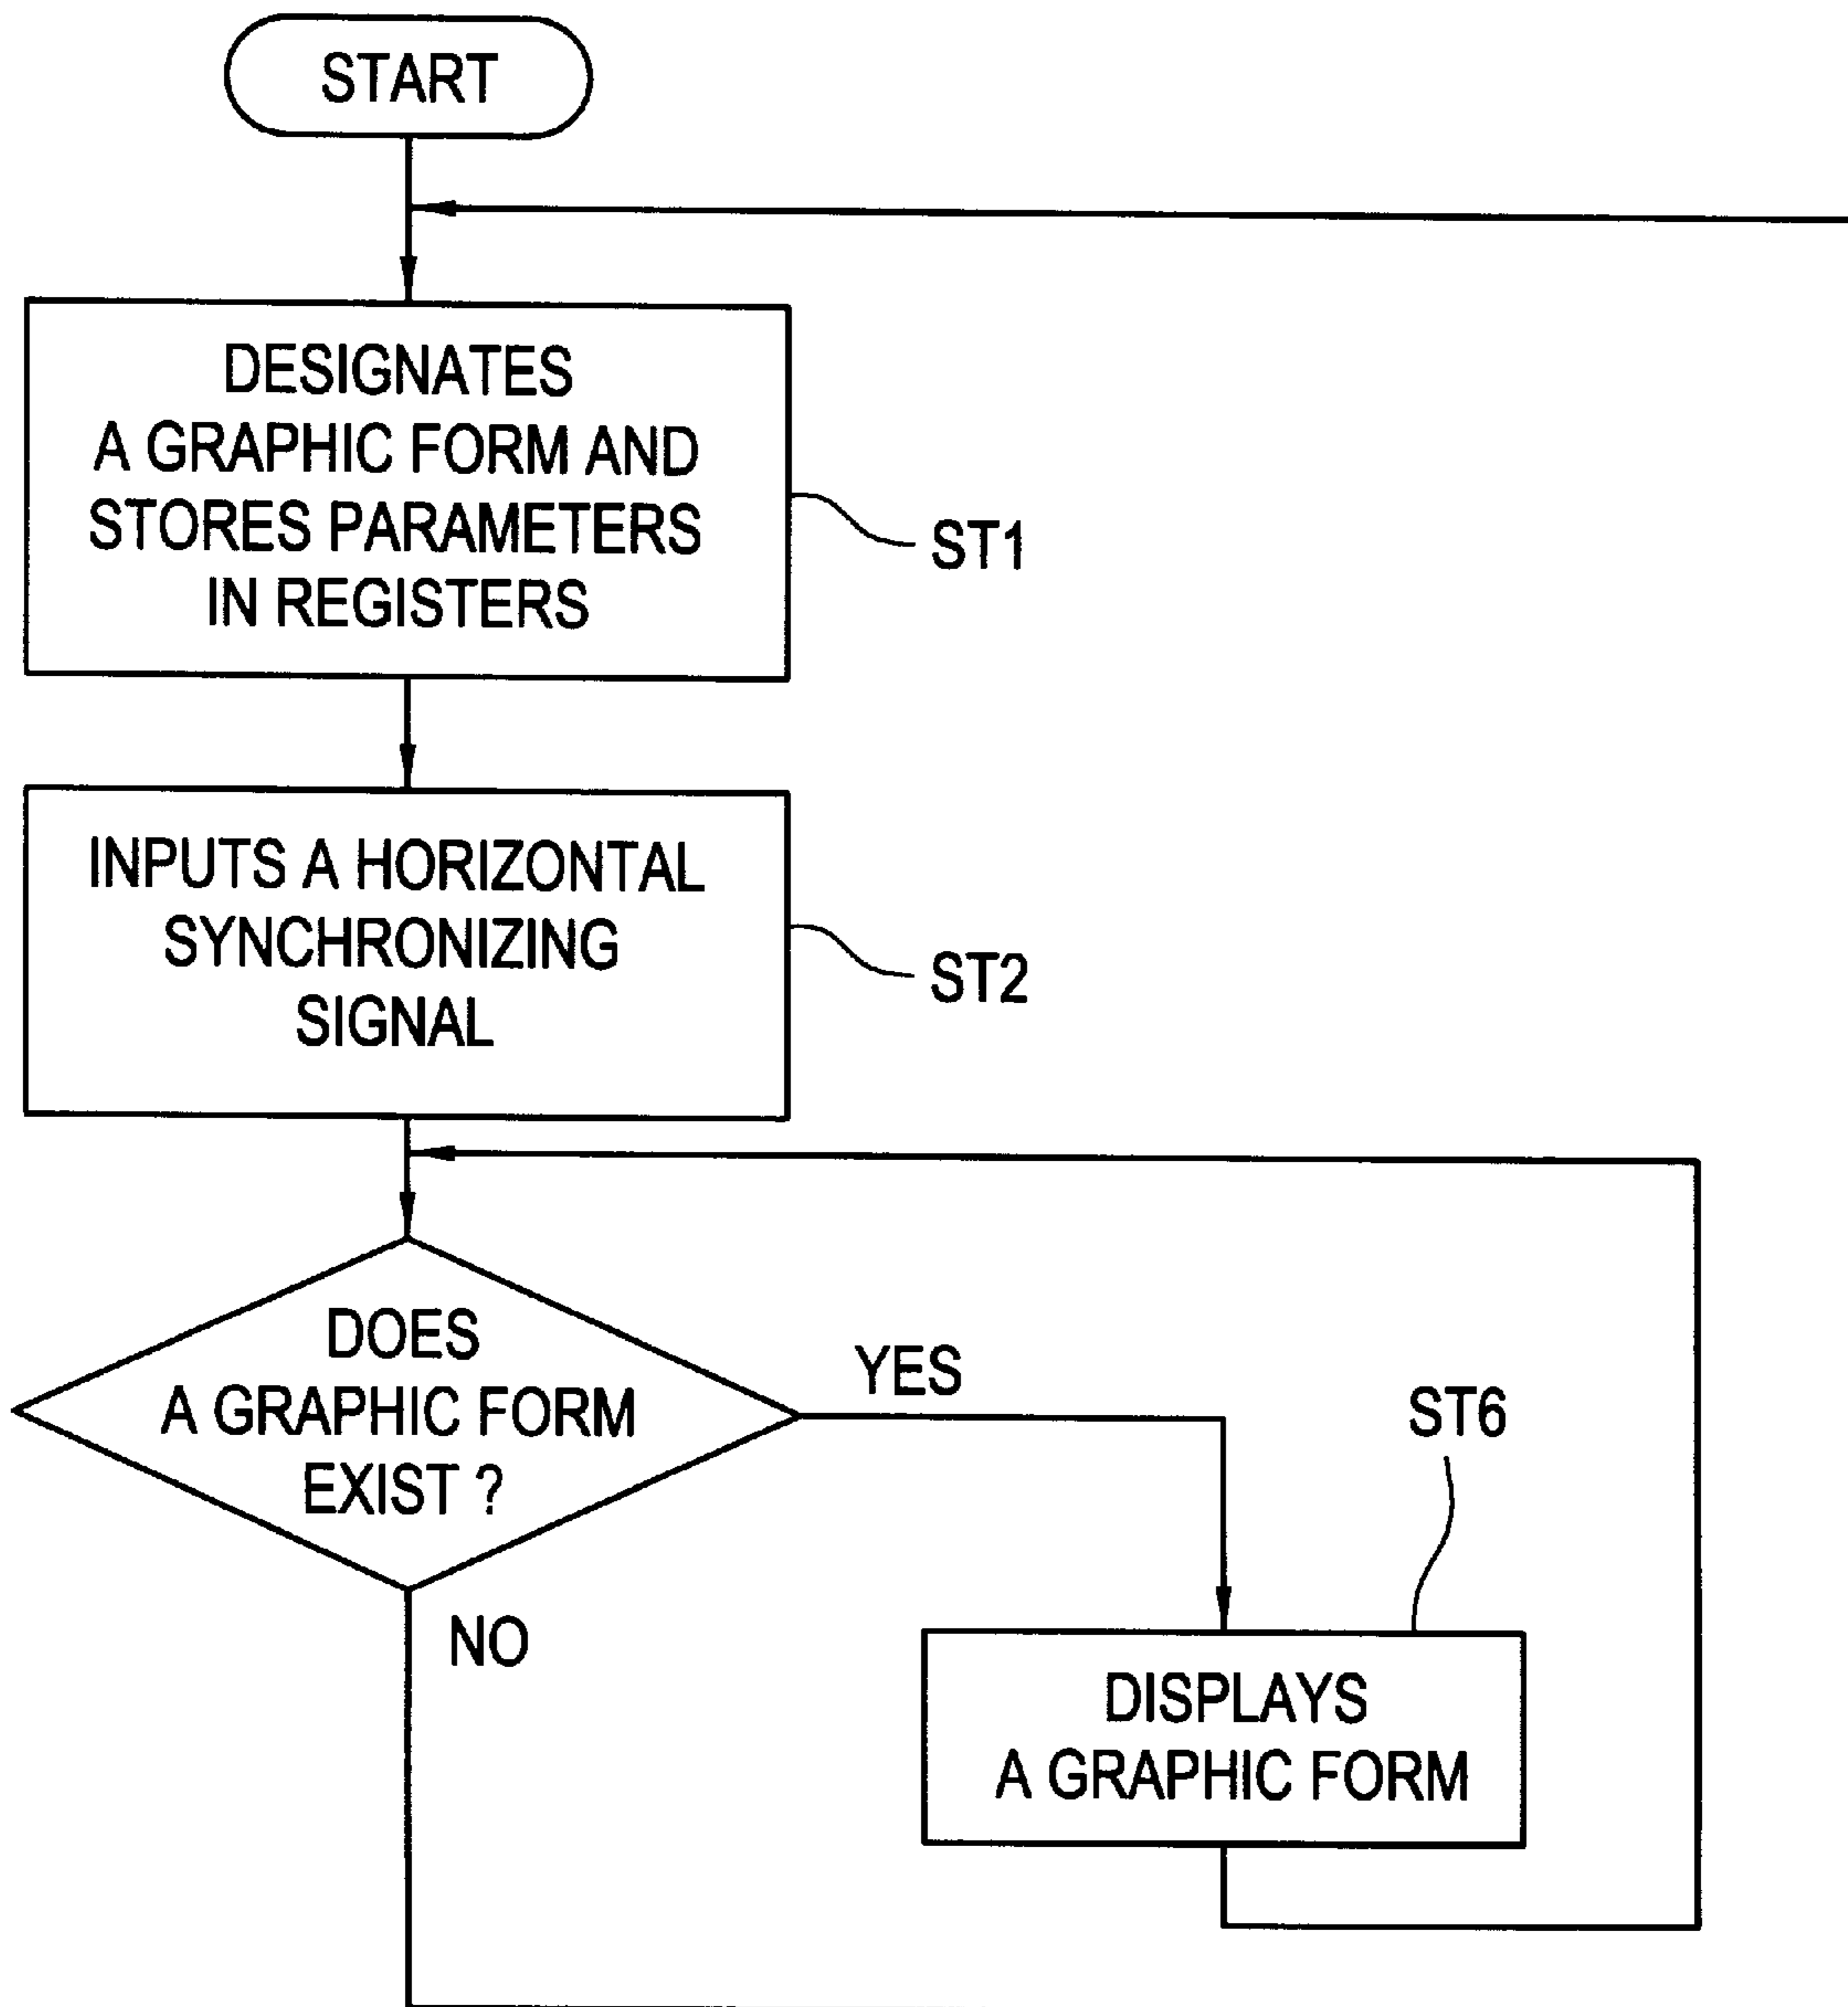 START
DESIGNATES
A GRAPHIC FORM AND
STORES PARAMETERS
IN REGISTERS
ST1
INPUTS A HORIZONTAL
SYNCHRONIZING
SIGNAL
ST2
DOES
A GRAPHIC FORM
EXIST ?
YES
NO
ST6
DISPLAYS
A GRAPHIC FORM